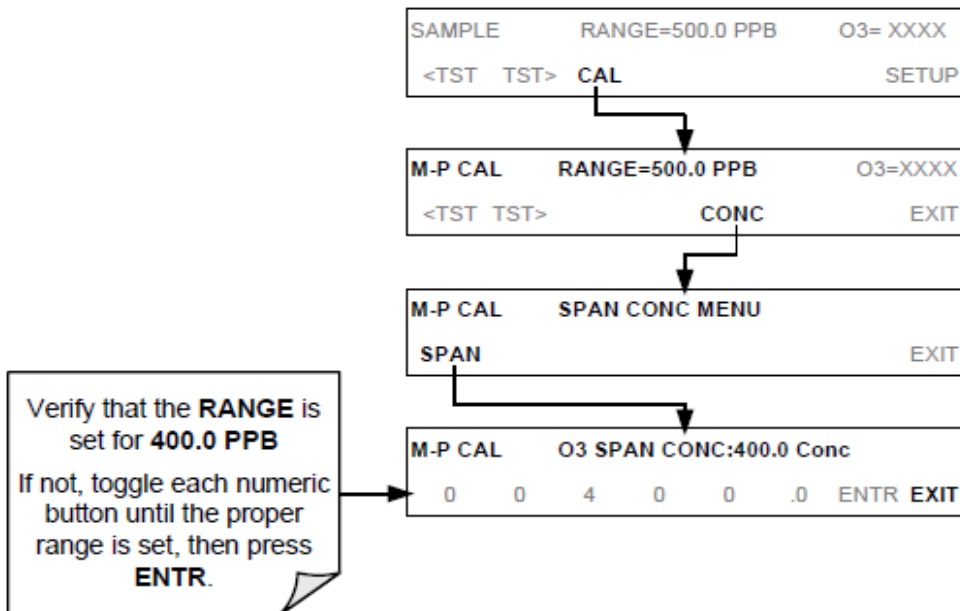 SAMPLE RANGE=500.0 PPB O3= XXXX
<TST TST> CAL SETUP
M-P CAL RANGE=500.0 PPB O3=XXXX
<TST TST> CONC EXIT
M-P CAL SPAN CONC MENU
SPAN EXIT
Verify that the RANGE is
set for 400.0 PPB
If not, toggle each numeric
button until the proper
range is set, then press
ENTR.
M-P CAL O3 SPAN CONC:400.0 Conc
0 0 4 0 0 .0 ENTR EXIT